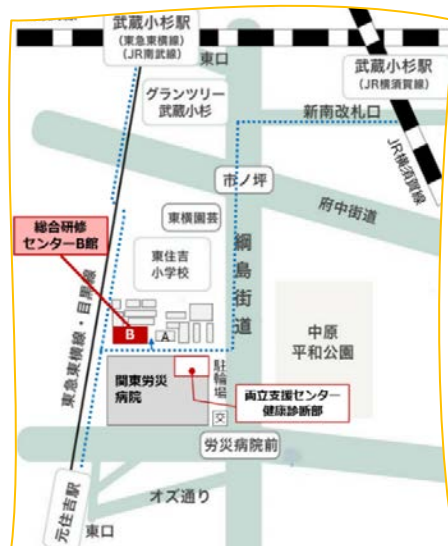 武蔵小杉駅
(東急東横線)
(JR南武線)
東口
武蔵小杉駅
(JR横須賀線)
グランツリー
武蔵小杉
新南改札口
JR横須賀線
市ノ坪
府中街道
総合研修
センターB館
東横園芸
綱島街道
東住吉
小学校
東急東横線・目黒線
B
A
中原
平和公園
関東労災
病院
駐輪場
両立支援センター
健康診断部
交
労災病院前
オズ通り
元住吉駅
東口